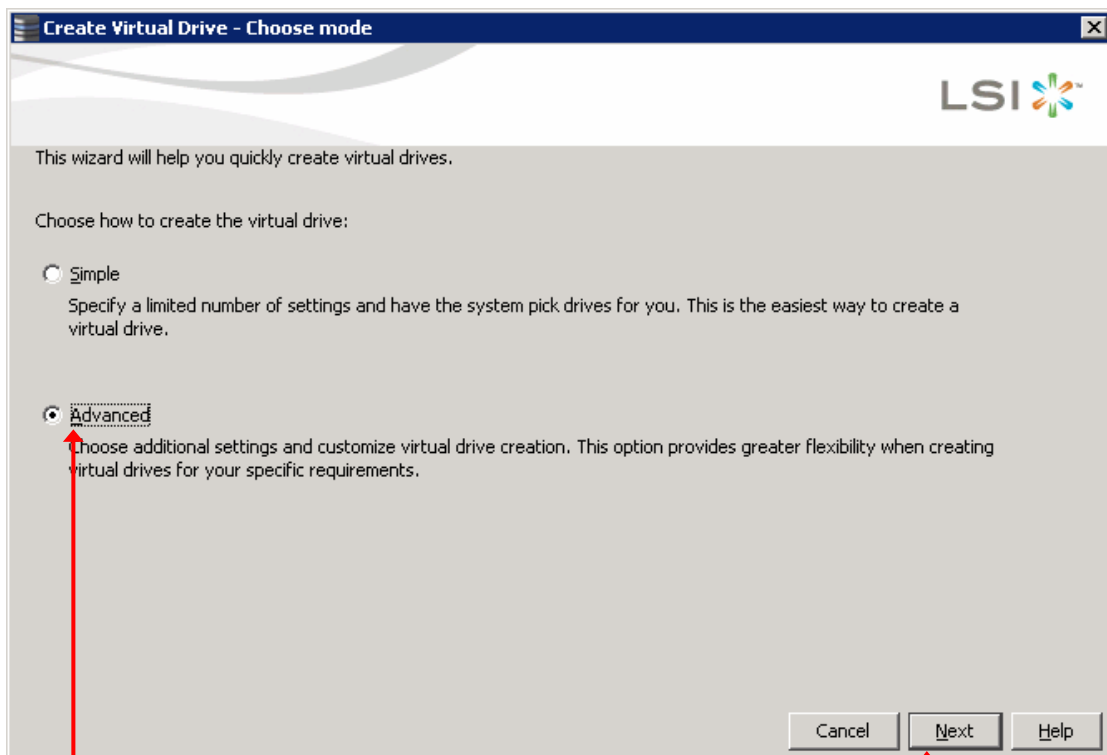 Create Virtual Drive - Choose mode
LSI™
This wizard will help you quickly create virtual drives.
Choose how to create the virtual drive:
Simple
Specify a limited number of settings and have the system pick drives for you. This is the easiest way to create a
virtual drive.
Advanced
Choose additional settings and customize virtual drive creation. This option provides greater flexibility when creating
virtual drives for your specific requirements.
Cancel Next Help